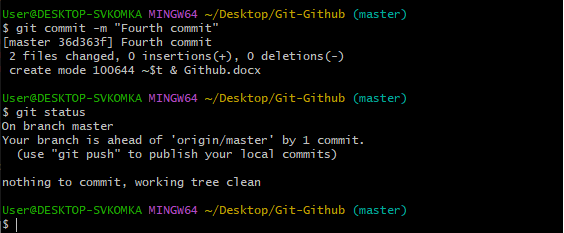 User@DESKTOP-SVKOMKA MINGW64 ~/Desktop/Git-Github (master)
$ git commit -m "Fourth commit"
[master 36d363f] Fourth commit
 2 files changed, 0 insertions(+), 0 deletions(-)
 create mode 100644 ~$t & Github.docx
User@DESKTOP-SVKOMKA MINGW64 ~/Desktop/Git-Github (master)
$ git status
On branch master
Your branch is ahead of 'origin/master' by 1 commit.
  (use "git push" to publish your local commits)
nothing to commit, working tree clean
User@DESKTOP-SVKOMKA MINGW64 ~/Desktop/Git-Github (master)
$